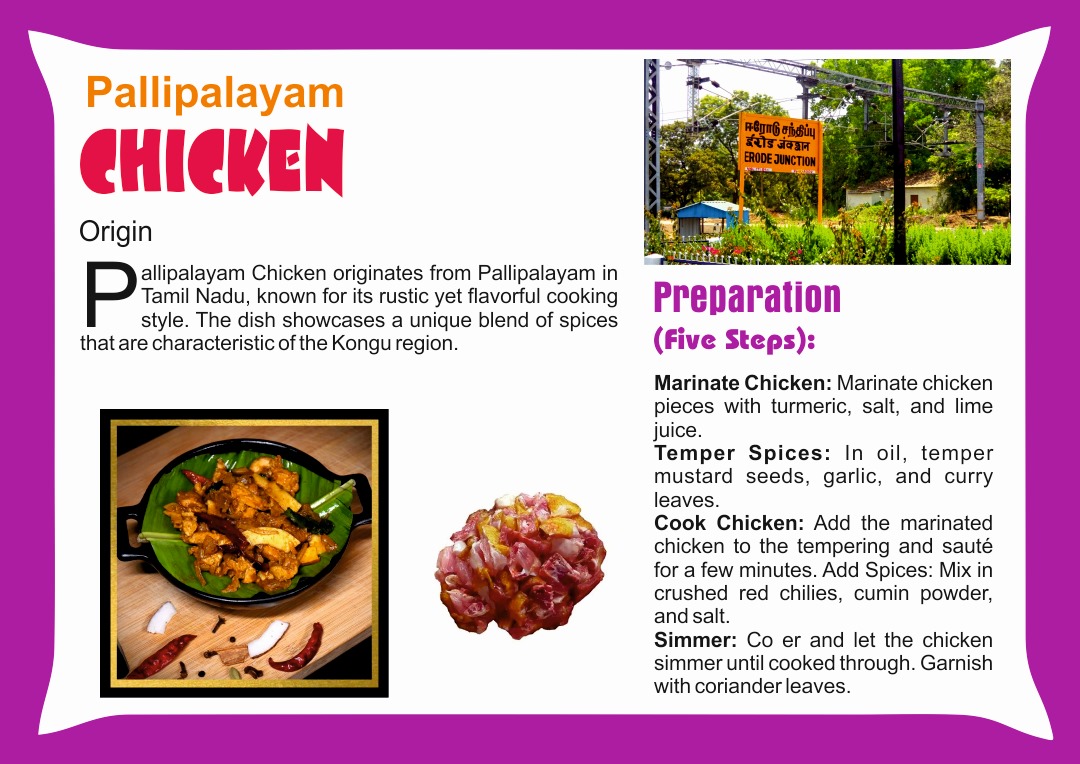 Pallipalayam
CHICKEN
Origin
Pallipalayam Chicken originates from Pallipalayam in
Tamil Nadu, known for its rustic yet flavorful cooking
style. The dish showcases a unique blend of spices
that are characteristic of the Kongu region.
ஈரோடு சந்திப்பு
ईरोड जंक्शन
ERODE JUNCTION
Preparation
(Five Steps):
Marinate Chicken: Marinate chicken
pieces with turmeric, salt, and lime
juice.
Temper Spices: In oil, temper
mustard seeds, garlic, and curry
leaves.
Cook Chicken: Add the marinated
chicken to the tempering and sauté
for a few minutes. Add Spices: Mix in
crushed red chilies, cumin powder,
and salt.
Simmer: Co er and let the chicken
simmer until cooked through. Garnish
with coriander leaves.